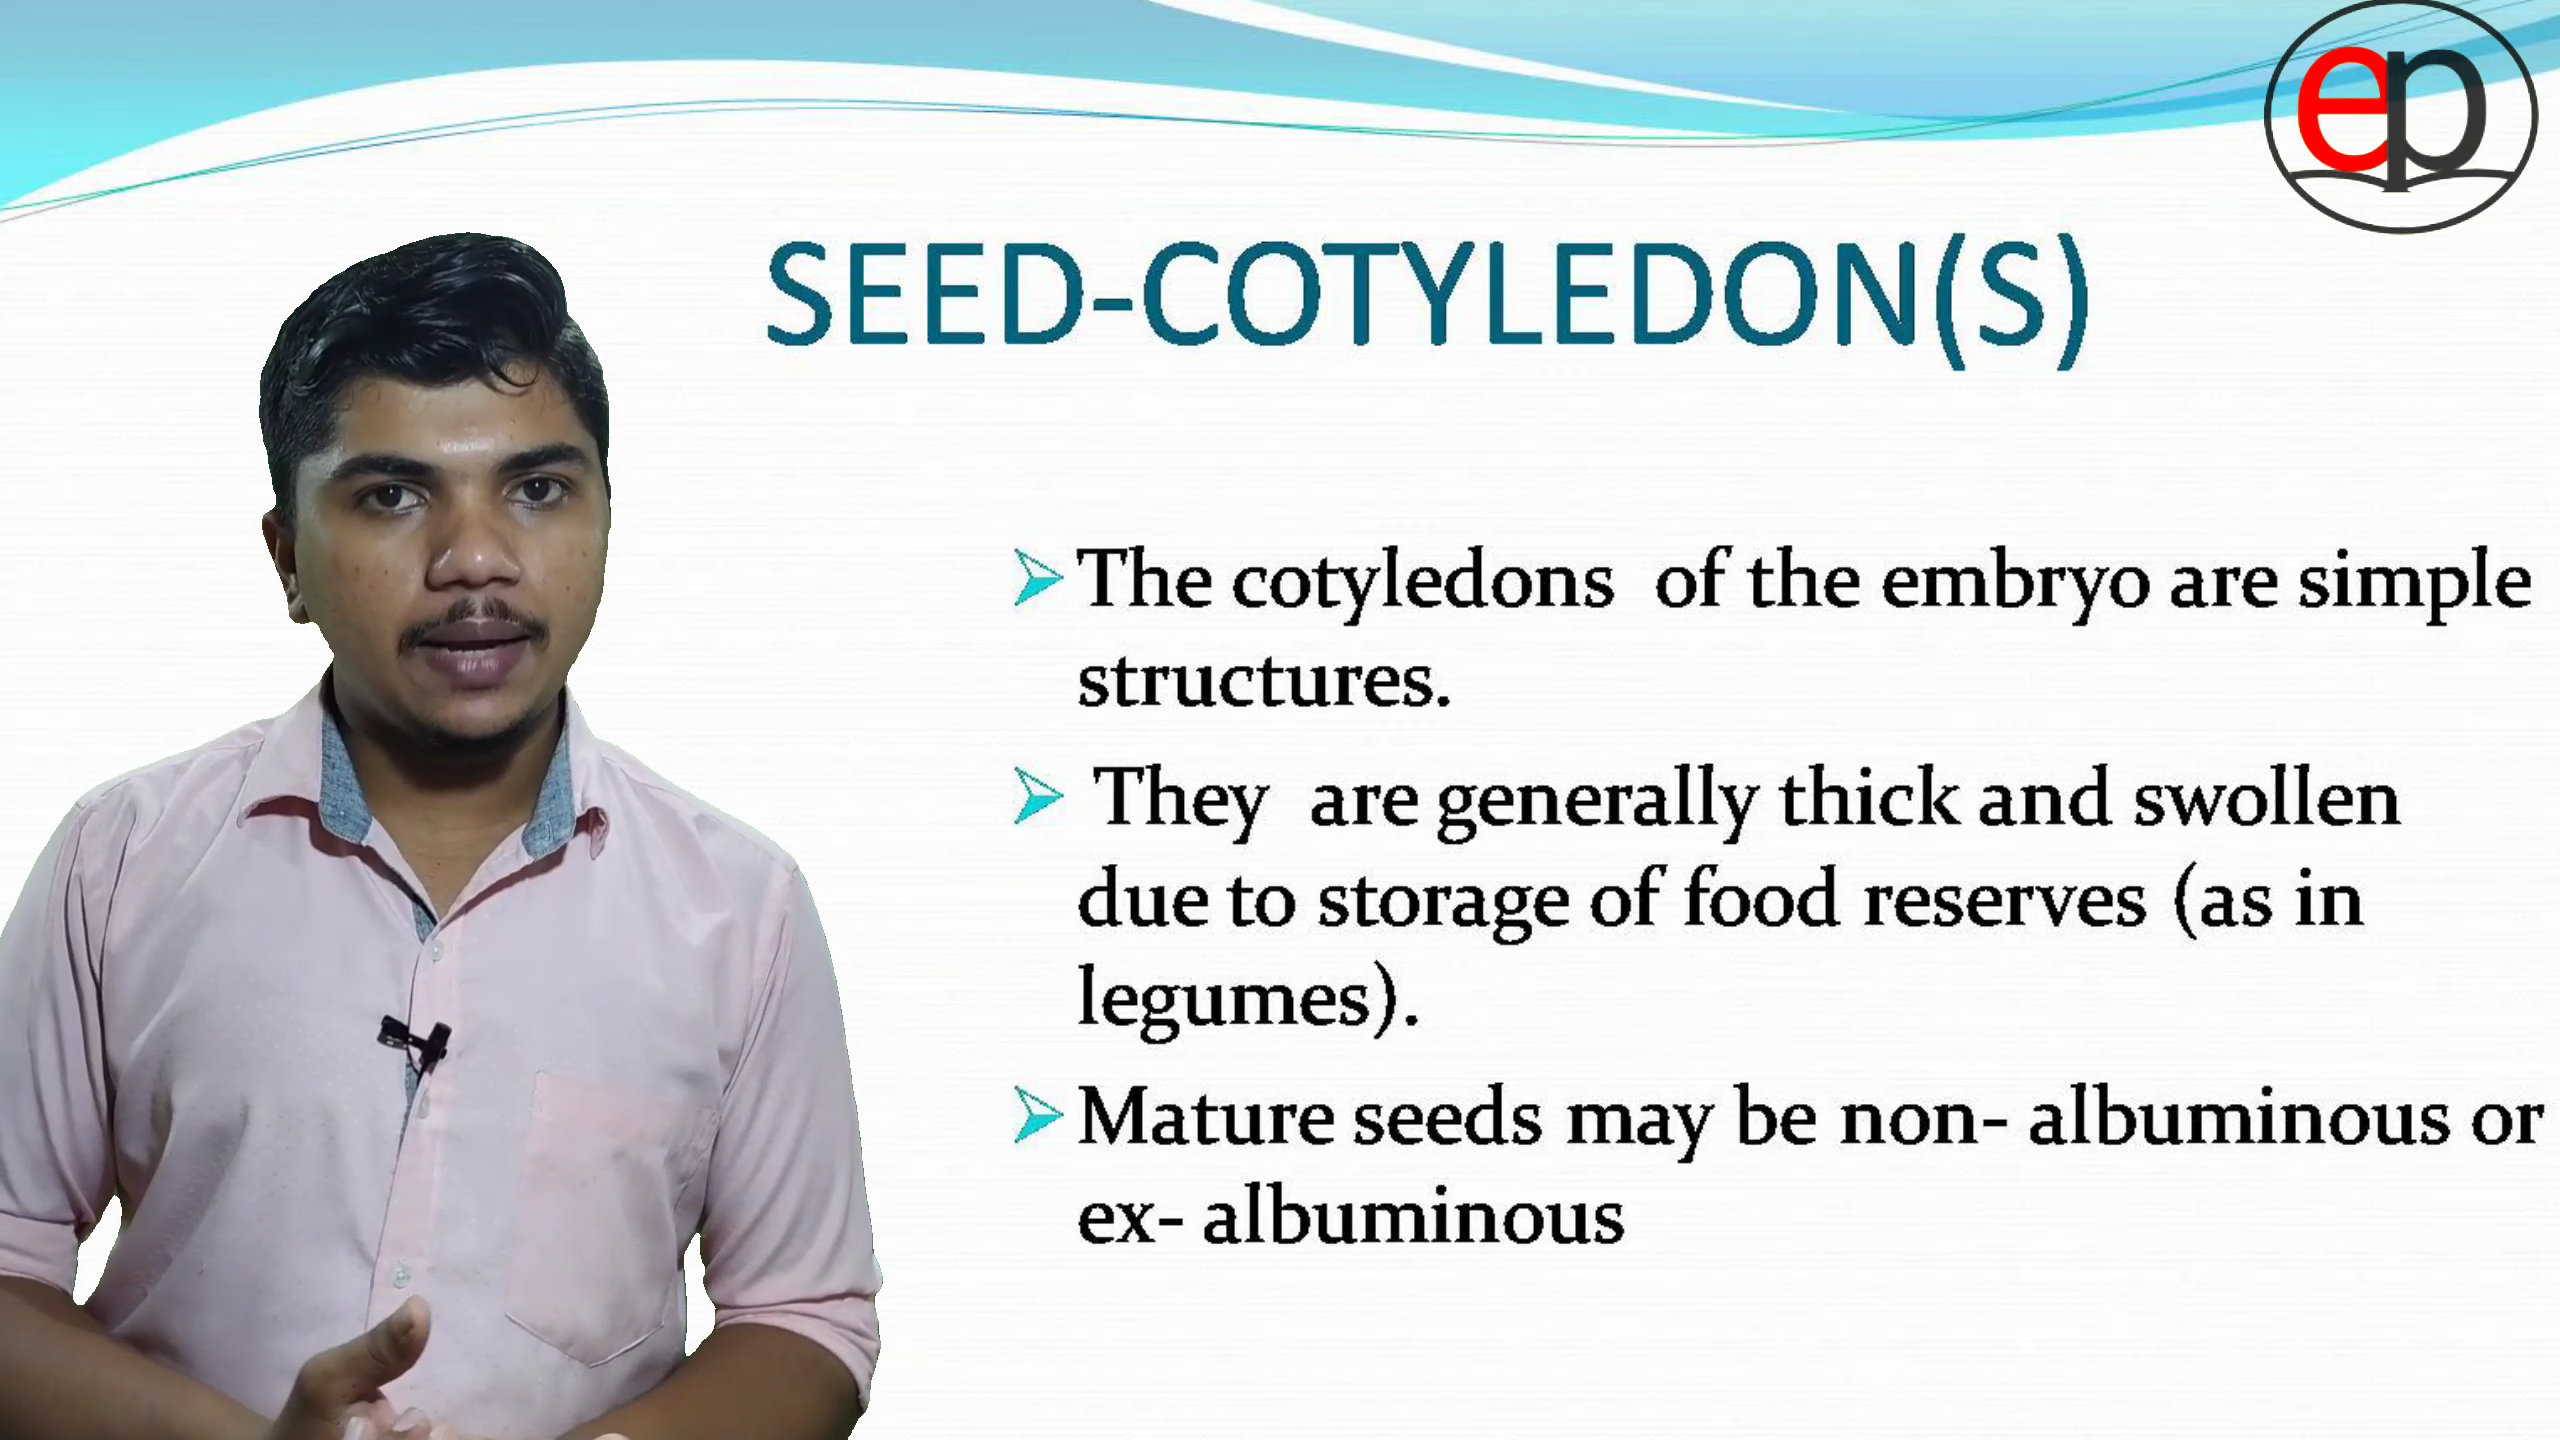 ep
SEED-COTYLEDON(S)
The cotyledons of the embryo are simple
structures.
They are generally thick and swollen
due to storage of food reserves (as in
legumes).
Mature seeds may be non- albuminous or
ex- albuminous